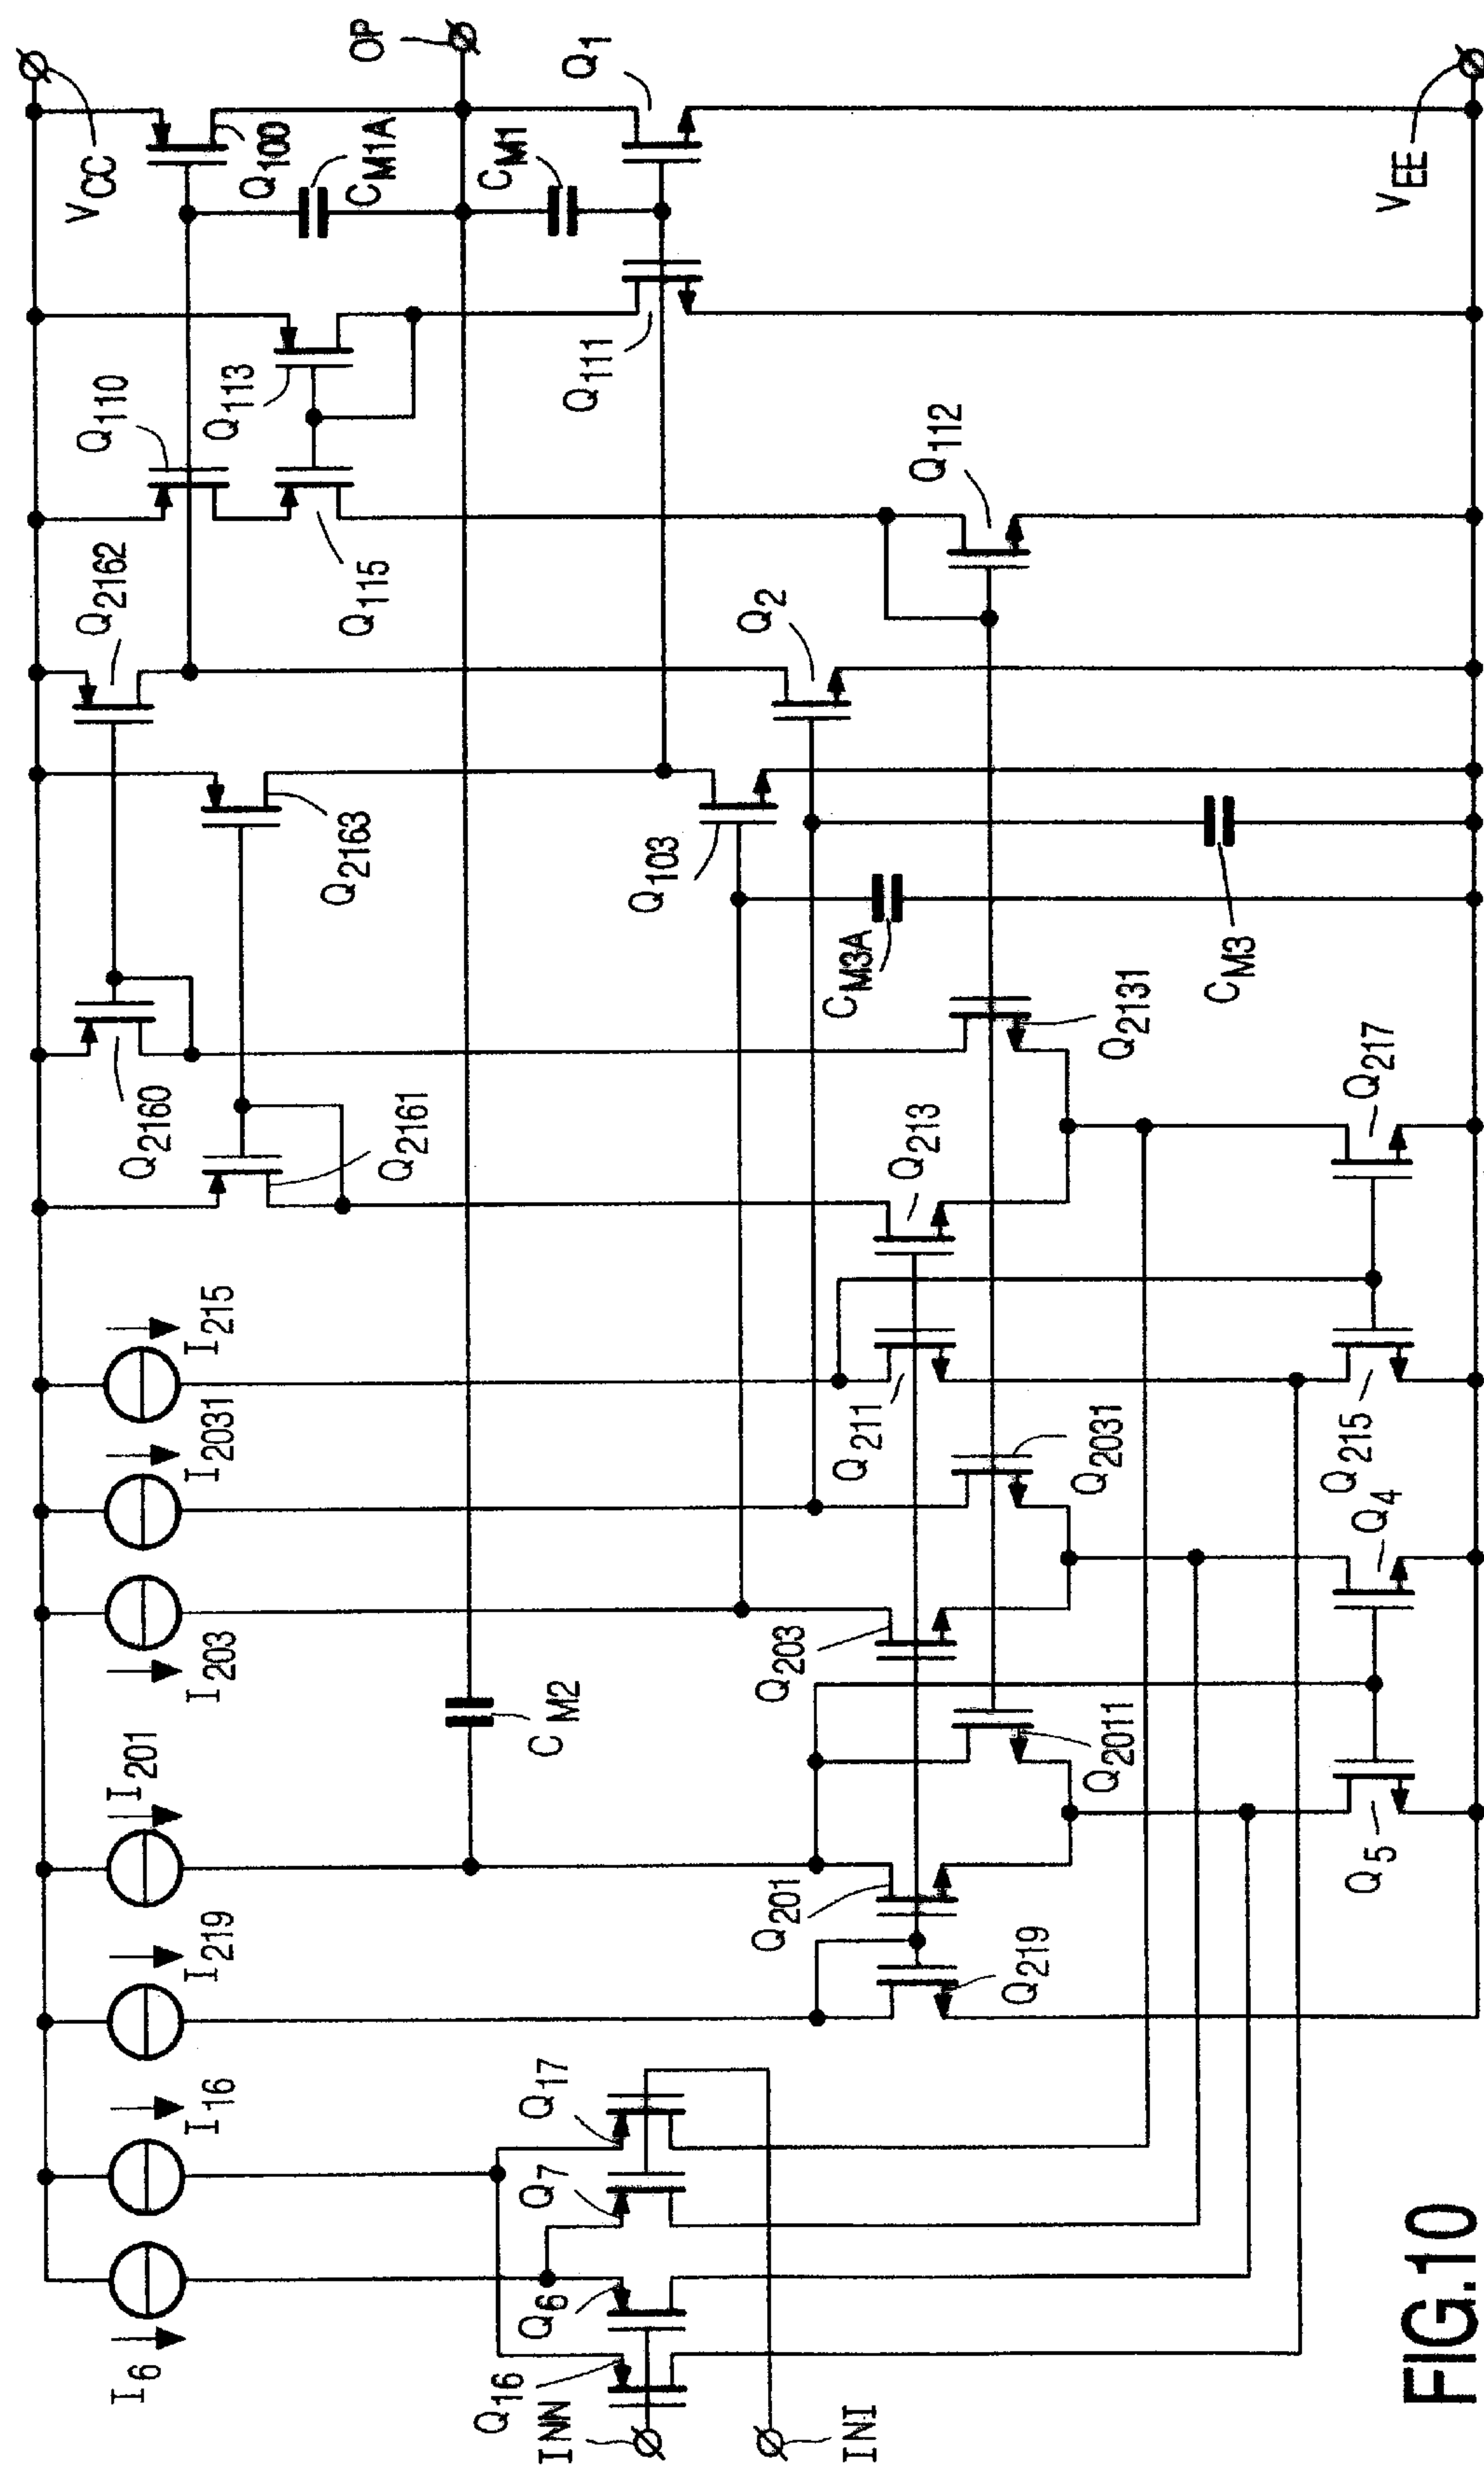 I6
I16
I219
I201
I203
I2031
I215
Q2160
Q2161
Q2162
Q2163
Q110
Q113
Q115
VCC
Q100
CM1A
OP
CM1
Q1
Q111
CM2
Q16
Q6
Q7
Q17
INN
INI
Q219
Q201
Q2011
Q203
Q2031
Q211
Q213
Q2131
Q103
Q2
Q112
CM3A
CM3
Q5
Q4
Q215
Q217
VEE
FIG.10